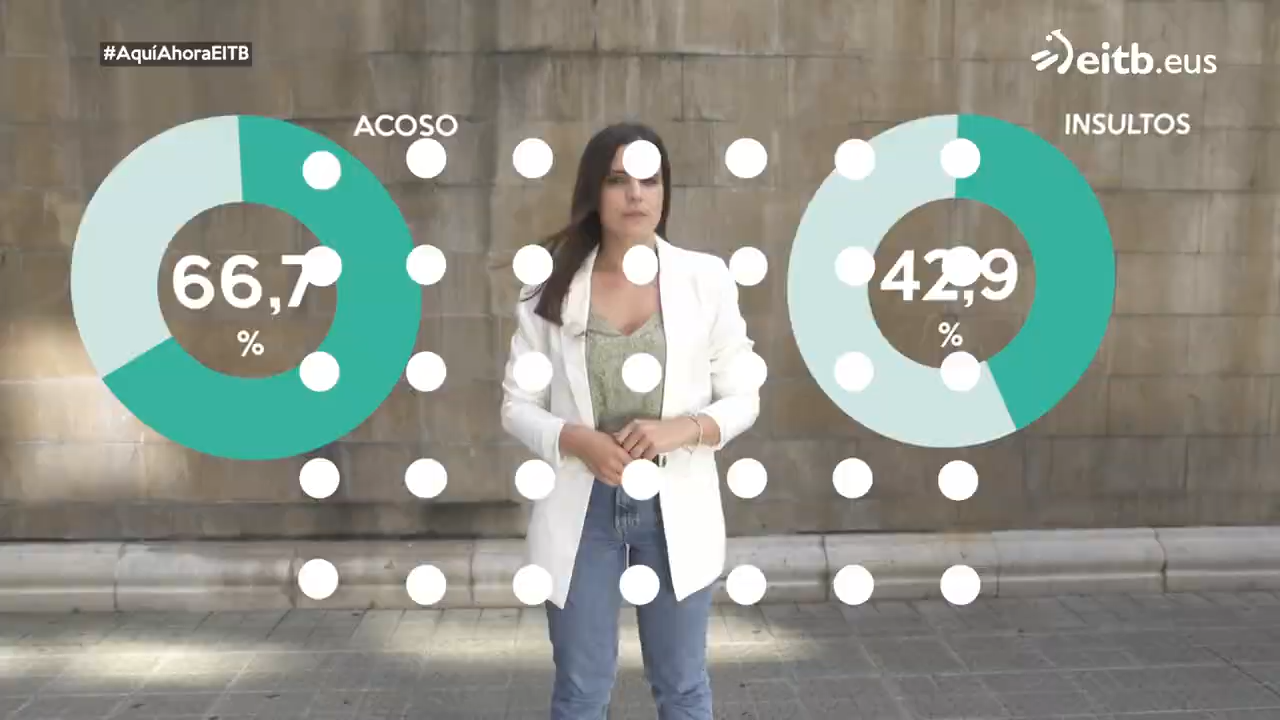 #AquíAhoraEITB
eitb.eus
ACOSO
INSULTOS
66,7
%
42,9
%